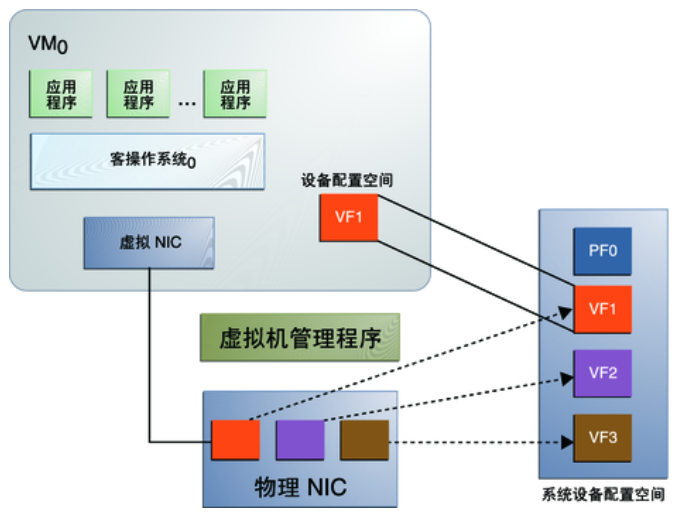 VM0
应用
程序
应用
程序
...
应用
程序
客操作系统0
设备配置空间
VF1
虚拟 NIC
PF0
VF1
虚拟机管理程序
VF2
VF3
物理 NIC
系统设备配置空间